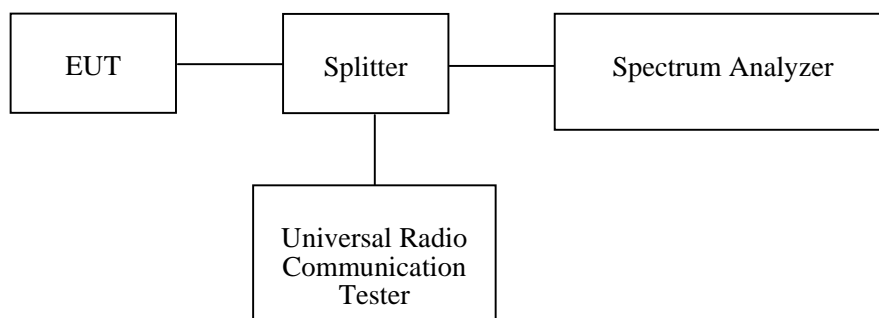 EUT
Splitter
Spectrum Analyzer
Universal Radio
Communication
Tester